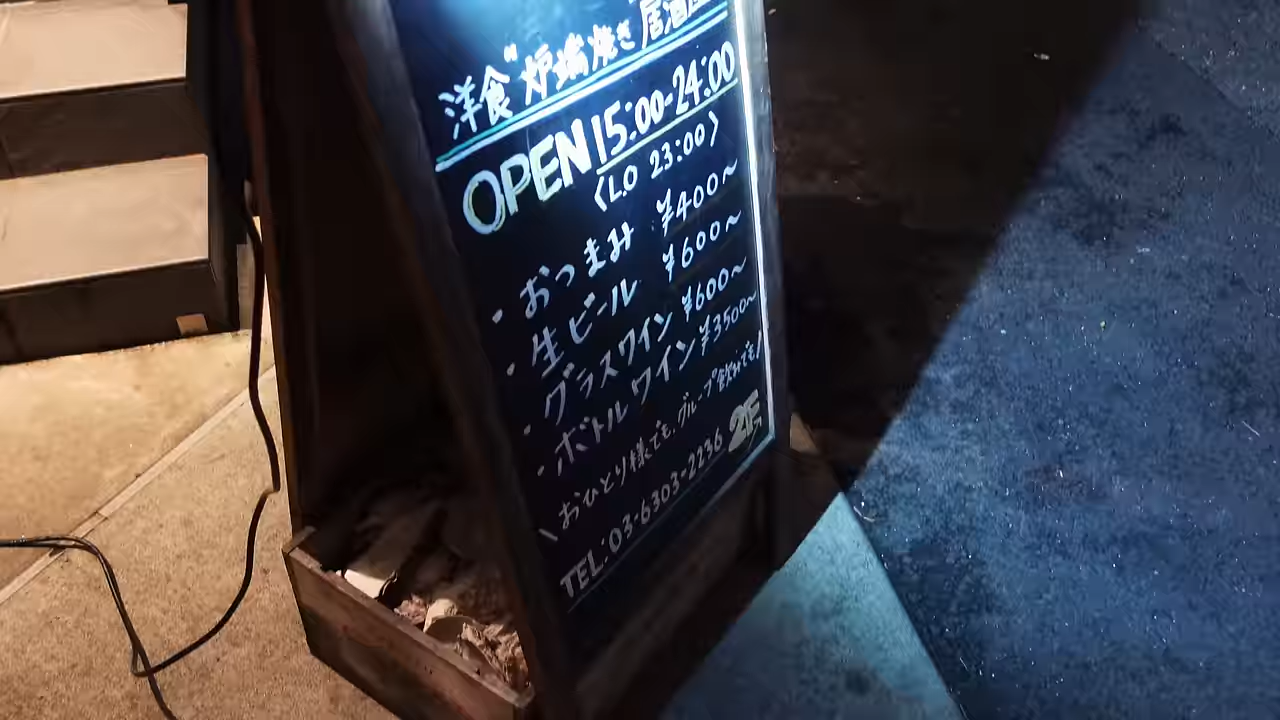 洋食"炉端焼き"居酒屋
OPEN 15:00-24:00
〈L.O 23:00〉
・おつまみ ¥400~
・生ビール ¥600~
・グラスワイン ¥600~
・ボトルワイン ¥3500~
\おひとり様でも、グループ飲みでも/
TEL:03-6303-2236 2F